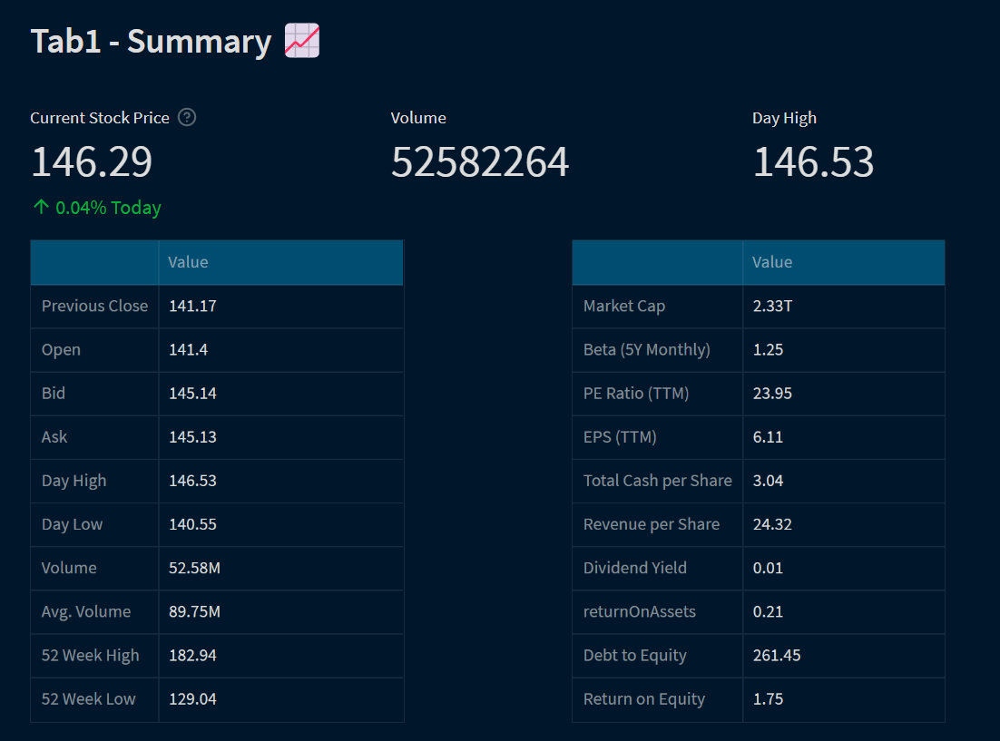 Tab1 - Summary 📈
Current Stock Price ?
146.29
↑ 0.04% Today
Volume
52582264
Day High
146.53
Value
Previous Close 141.17
Open 141.4
Bid 145.14
Ask 145.13
Day High 146.53
Day Low 140.55
Volume 52.58M
Avg. Volume 89.75M
52 Week High 182.94
52 Week Low 129.04
Value
Market Cap 2.33T
Beta (5Y Monthly) 1.25
PE Ratio (TTM) 23.95
EPS (TTM) 6.11
Total Cash per Share 3.04
Revenue per Share 24.32
Dividend Yield 0.01
returnOnAssets 0.21
Debt to Equity 261.45
Return on Equity 1.75